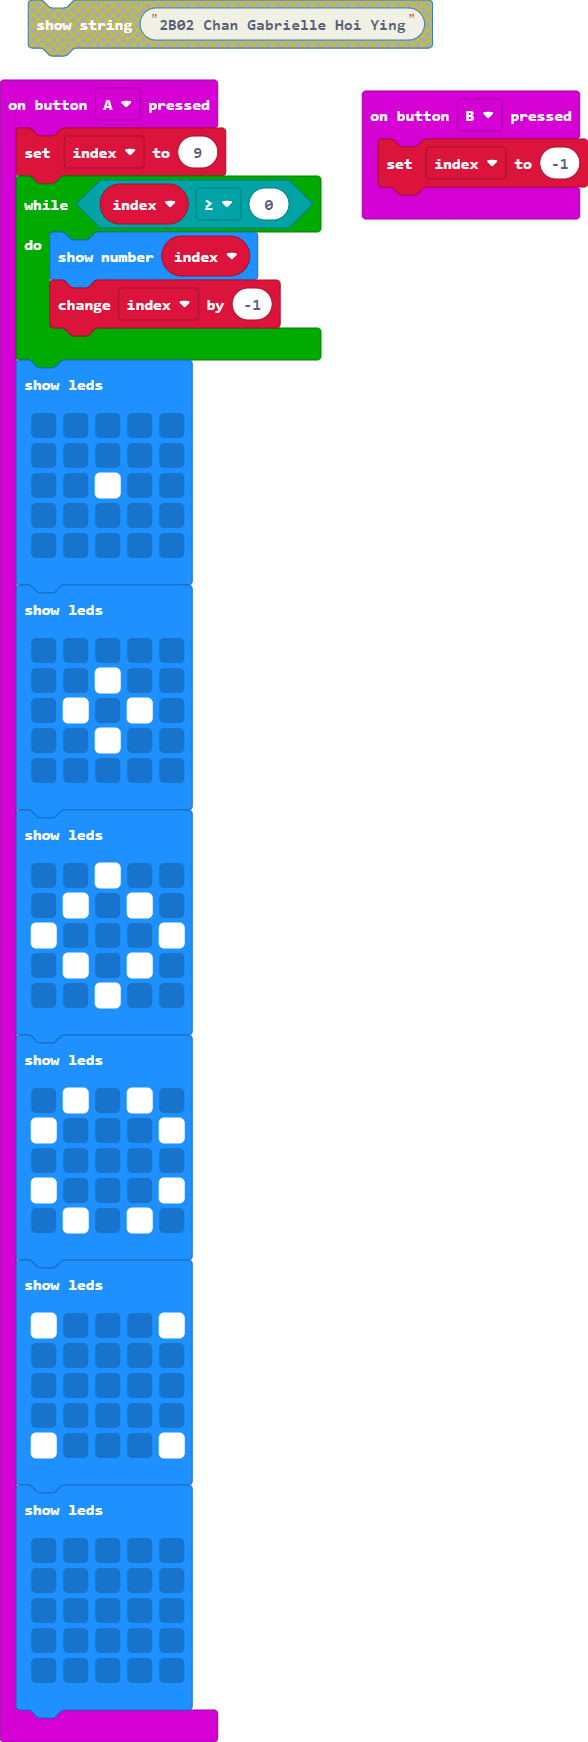 show string "2B02 Chan Gabrielle Hoi Ying"
on button A pressed
set index to 9
while index ≥ 0
do
show number index
change index by -1
show leds
show leds
show leds
show leds
show leds
show leds
on button B pressed
set index to -1